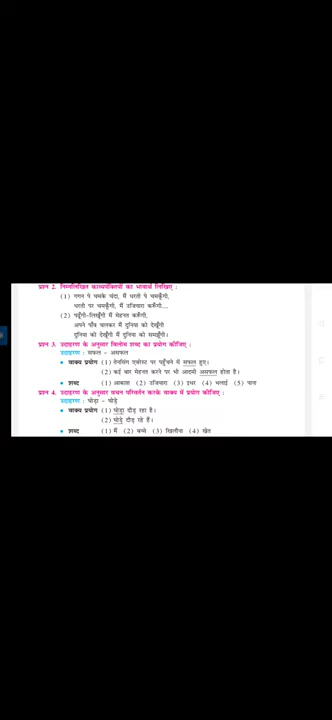 प्रश्न 2. निम्नलिखित काव्यपंक्तियों का भावार्थ लिखिए :
(1) गगन पे चमके चंदा, मैं धरती पे चमकूँगी,
धरती पर चमकूँगी, मैं उजियारा करूँगी....
(2) पढूँगी-लिखूँगी मैं मेहनत करूँगी,
अपने पाँव चलकर मैं दुनिया को देखूँगी
दुनिया को देखूँगी मैं दुनिया को समझूँगी।
प्रश्न 3. उदाहरण के अनुसार विलोम शब्द का प्रयोग कीजिए :
उदाहरण : सफल - असफल
• वाक्य प्रयोग (1) तेनसिंग एवरेस्ट पर पहुँचने में सफल हुए।
(2) कई बार मेहनत करने पर भी आदमी असफल होता है।
• शब्द (1) आकाश (2) उजियारा (3) इधर (4) भलाई (5) पाना
प्रश्न 4. उदाहरण के अनुसार वचन परिवर्तन करके वाक्य में प्रयोग कीजिए :
उदाहरण : घोड़ा - घोड़े
• वाक्य प्रयोग (1) घोड़ा दौड़ रहा है।
(2) घोड़े दौड़ रहे हैं।
• शब्द (1) मैं (2) बच्चे (3) खिलौना (4) खेत